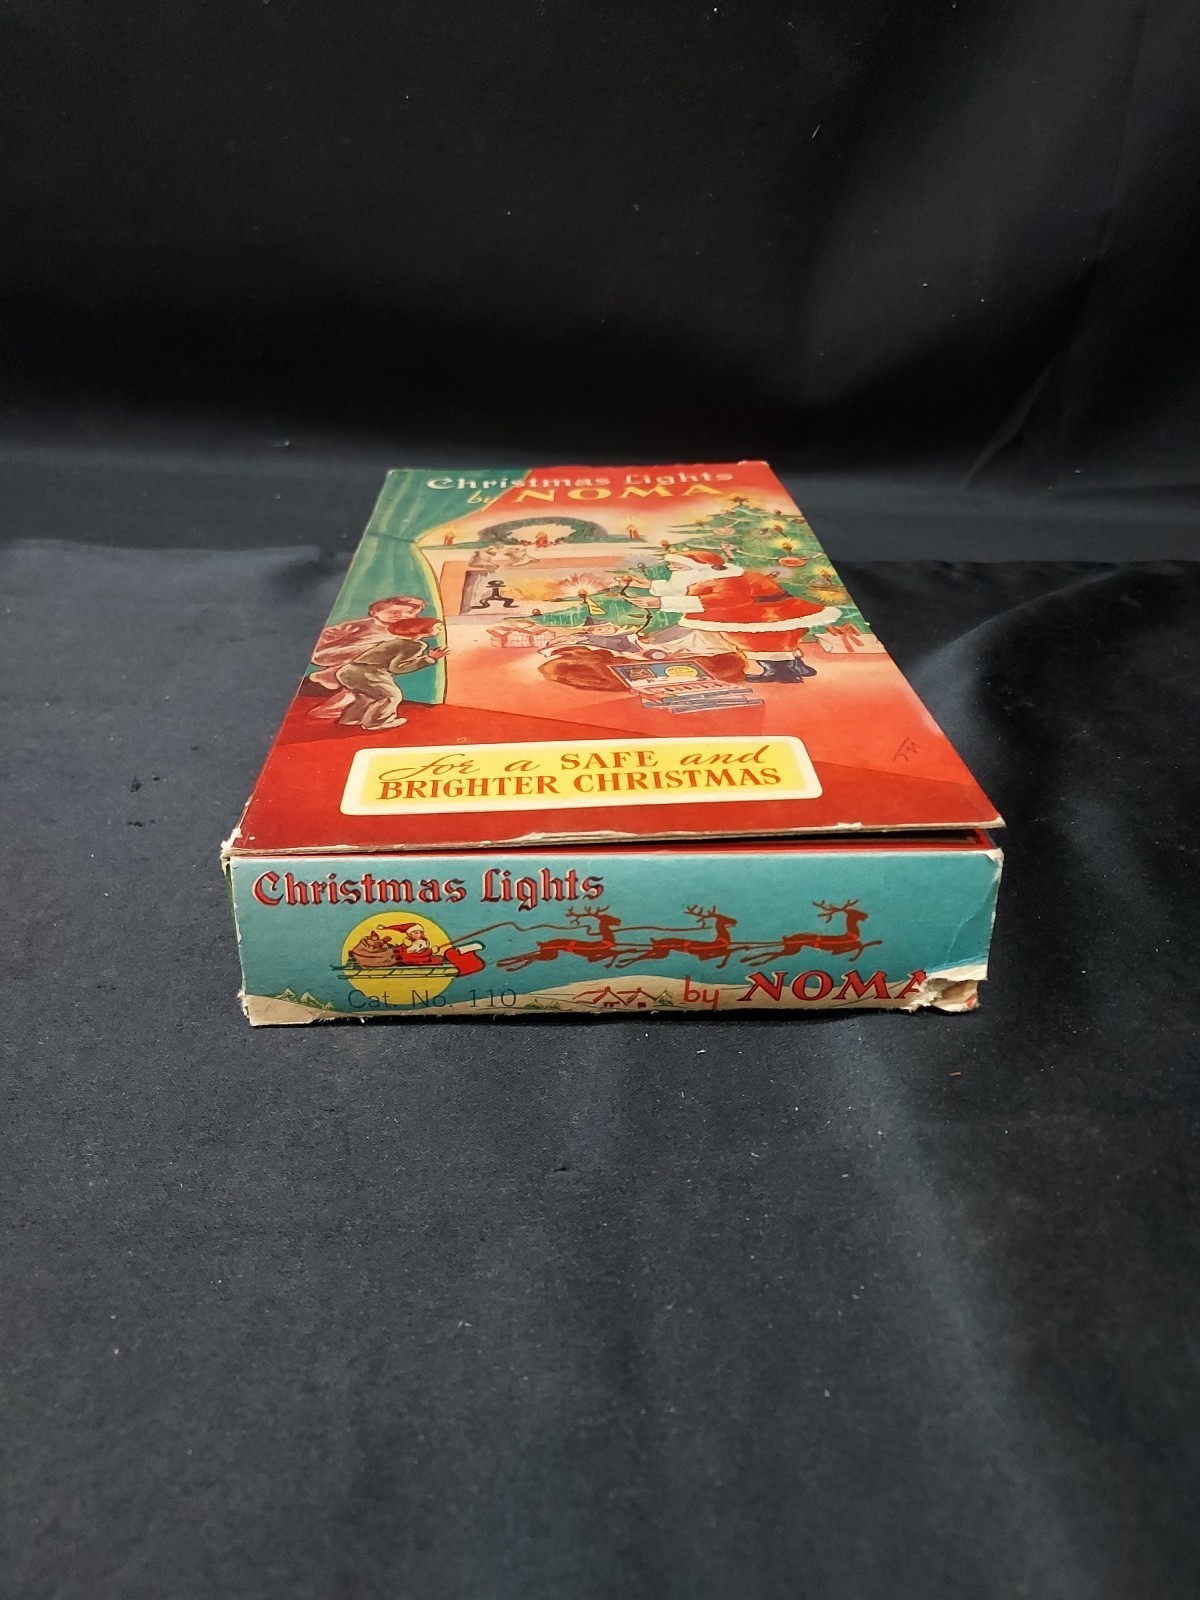 Christmas Lights
by NOMA
for a SAFE and
BRIGHTER CHRISTMAS
Christmas Lights
Cat. No. 110
by NOMA